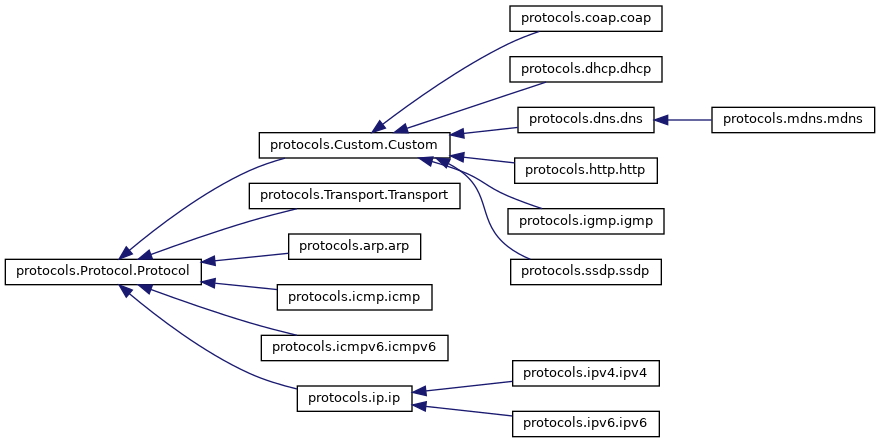 protocols.coap.coap
protocols.dhcp.dhcp
protocols.dns.dns
protocols.mdns.mdns
protocols.Custom.Custom
protocols.http.http
protocols.Transport.Transport
protocols.igmp.igmp
protocols.arp.arp
protocols.Protocol.Protocol
protocols.ssdp.ssdp
protocols.icmp.icmp
protocols.icmpv6.icmpv6
protocols.ipv4.ipv4
protocols.ip.ip
protocols.ipv6.ipv6